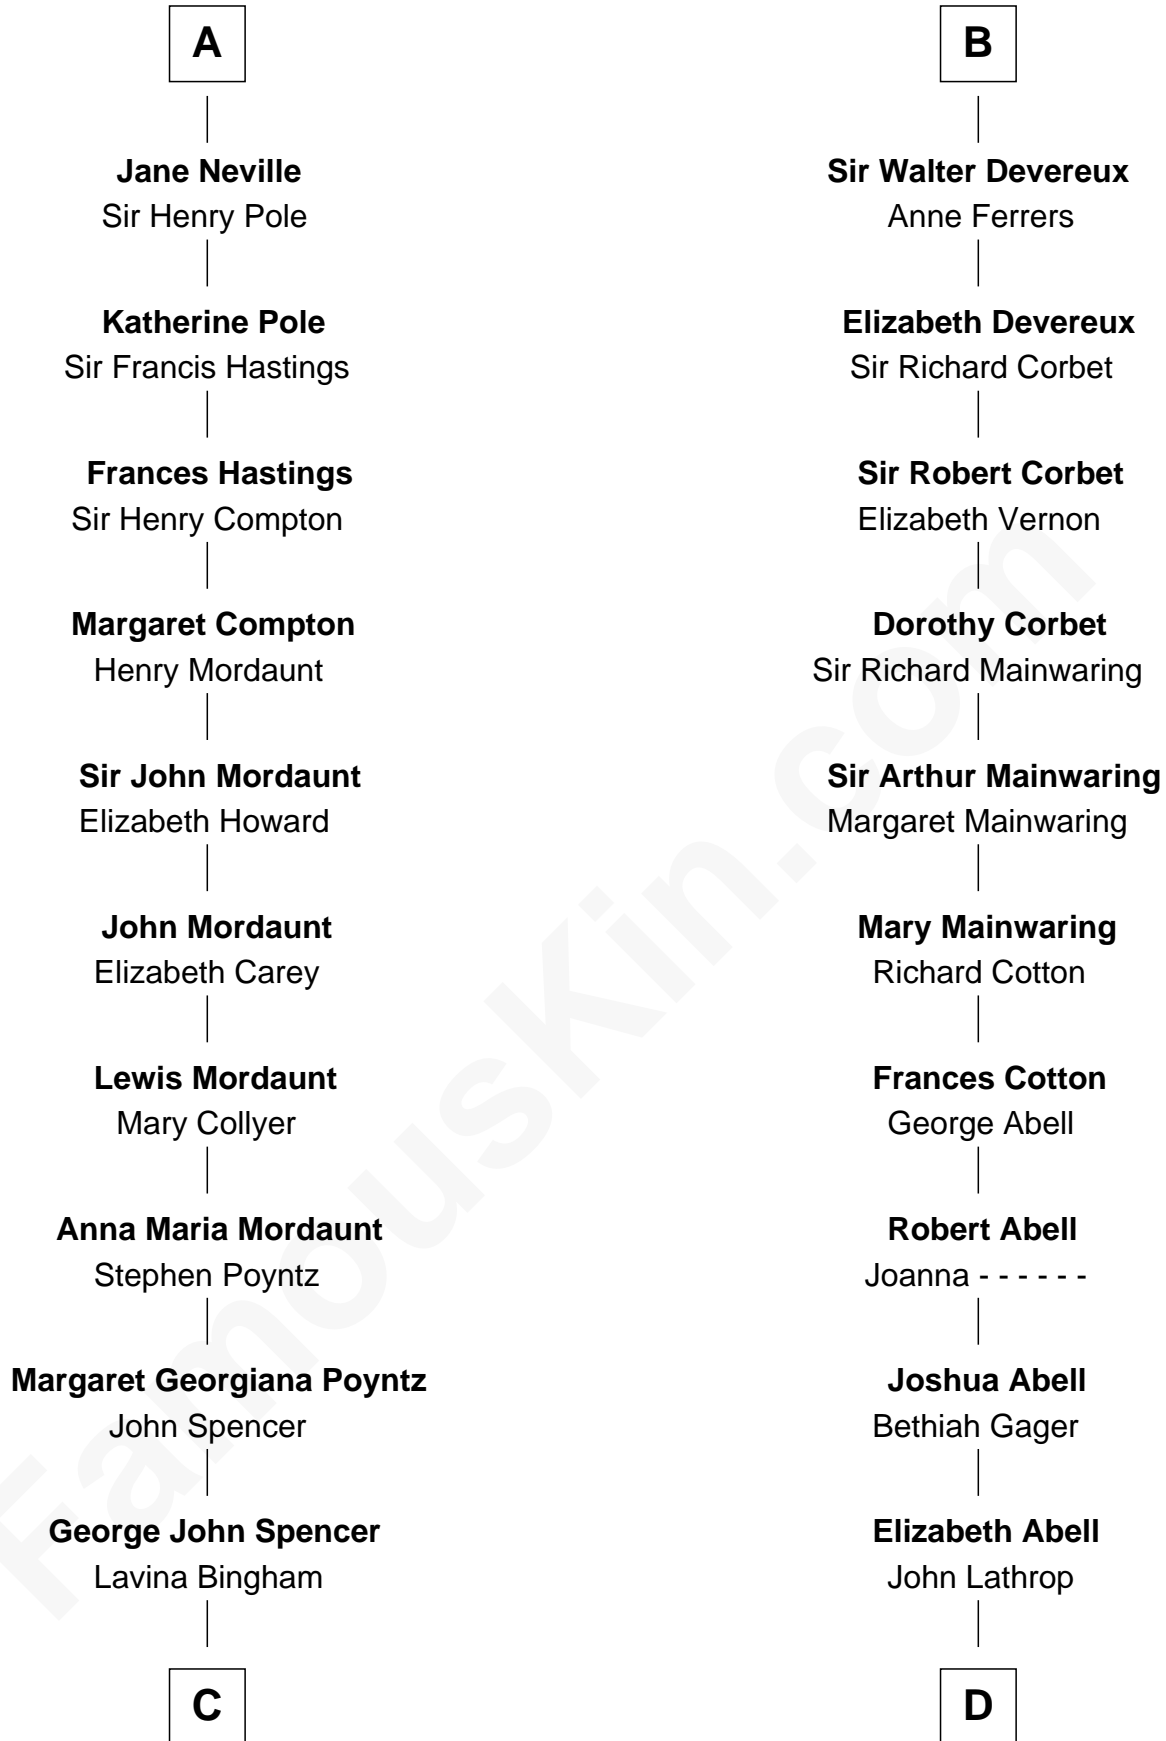 A
Jane Neville
Sir Henry Pole
Katherine Pole
Sir Francis Hastings
Frances Hastings
Sir Henry Compton
Margaret Compton
Henry Mordaunt
Sir John Mordaunt
Elizabeth Howard
John Mordaunt
Elizabeth Carey
Lewis Mordaunt
Mary Collyer
Anna Maria Mordaunt
Stephen Poyntz
Margaret Georgiana Poyntz
John Spencer
George John Spencer
Lavina Bingham
C
B
Sir Walter Devereux
Anne Ferrers
Elizabeth Devereux
Sir Richard Corbet
Sir Robert Corbet
Elizabeth Vernon
Dorothy Corbet
Sir Richard Mainwaring
Sir Arthur Mainwaring
Margaret Mainwaring
Mary Mainwaring
Richard Cotton
Frances Cotton
George Abell
Robert Abell
Joanna - - - - - -
Joshua Abell
Bethiah Gager
Elizabeth Abell
John Lathrop
D
FamousKin.com